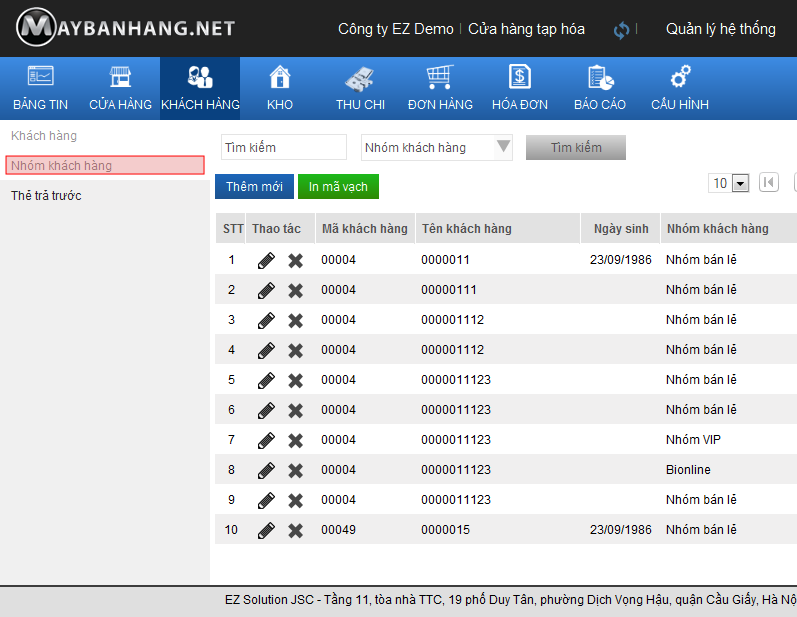 MAYBANHANG.NET
Công ty EZ Demo | Cửa hàng tạp hóa | Quản lý hệ thống
BẢNG TIN CỬA HÀNG KHÁCH HÀNG KHO THU CHI ĐƠN HÀNG HÓA ĐƠN BÁO CÁO CẤU HÌNH
Khách hàng
Nhóm khách hàng
Thẻ trả trước
Tìm kiếm Nhóm khách hàng Tìm kiếm
Thêm mới In mã vạch 10
STT Thao tác Mã khách hàng Tên khách hàng Ngày sinh Nhóm khách hàng
1 00004 0000011 23/09/1986 Nhóm bán lẻ
2 00004 00000111 Nhóm bán lẻ
3 00004 000001112 Nhóm bán lẻ
4 00004 000001112 Nhóm bán lẻ
5 00004 0000011123 Nhóm bán lẻ
6 00004 0000011123 Nhóm bán lẻ
7 00004 0000011123 Nhóm VIP
8 00004 0000011123 Bionline
9 00004 0000011123 Nhóm bán lẻ
10 00049 0000015 23/09/1986 Nhóm bán lẻ
EZ Solution JSC - Tầng 11, tòa nhà TTC, 19 phố Duy Tân, phường Dịch Vọng Hậu, quận Cầu Giấy, Hà Nộ